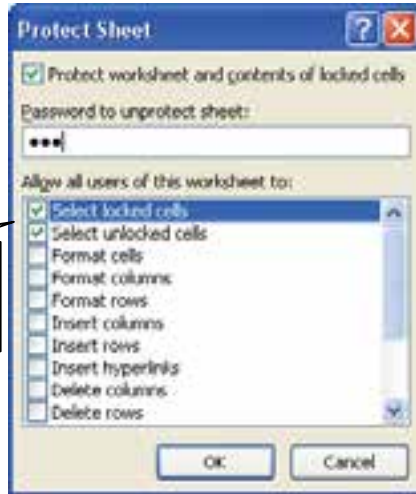 Protect Sheet
Protect worksheet and contents of locked cells
Password to unprotect sheet:
•••
Allow all users of this worksheet to:
Select locked cells
Select unlocked cells
Format cells
Format columns
Format rows
Insert columns
Insert rows
Insert hyperlinks
Delete columns
Delete rows
OK
Cancel